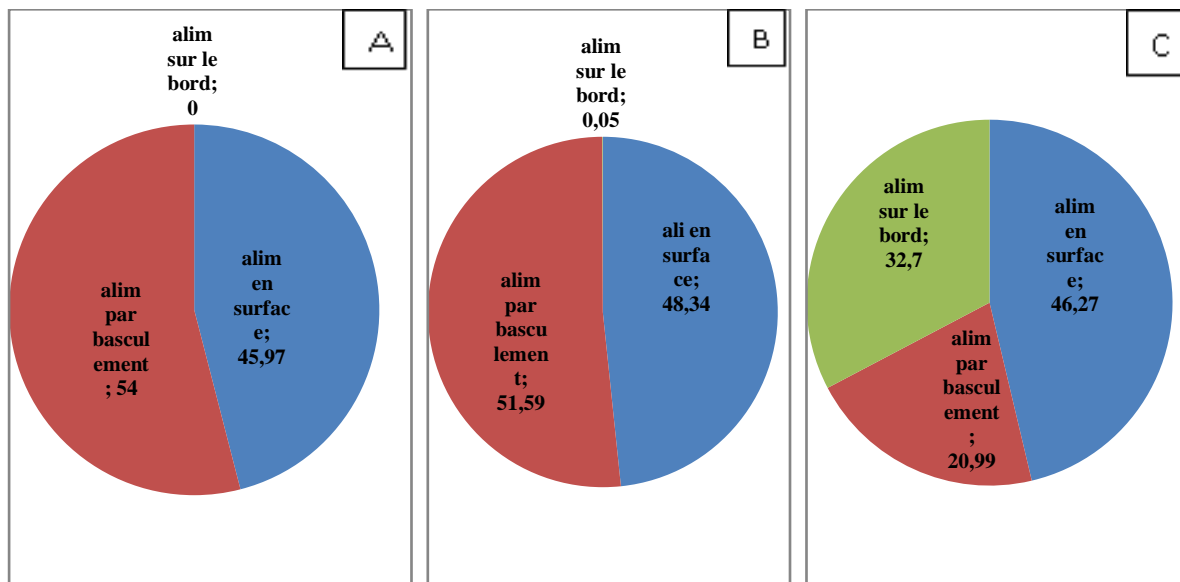 A
alim
sur le
bord;
0
alim
en
surfac
e;
45,97
alim
par
bascul
ement
; 54
B
alim
sur le
bord;
0,05
ali en
surfa
ce;
48,34
alim
par
bascu
lemen
t;
51,59
C
alim
sur le
bord;
32,7
alim
en
surfac
e;
46,27
alim
par
bascul
ement
;
20,99